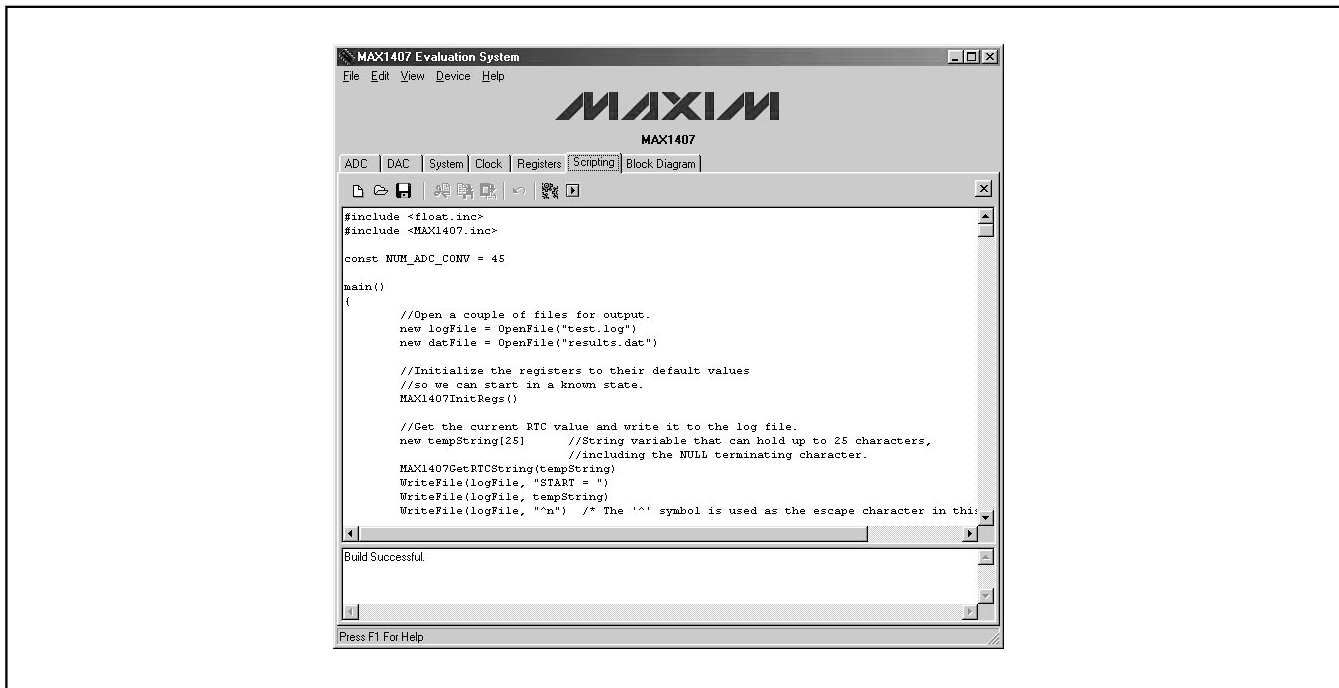 MAX1407 Evaluation System
File Edit View Device Help
MAXIM
MAX1407
ADC DAC System Clock Registers Scripting Block Diagram
#include <float.inc>
#include <MAX1407.inc>
const NUM_ADC_CONV = 45
main()
{
//Open a couple of files for output.
new logFile = OpenFile("test.log")
new datFile = OpenFile("results.dat")
//Initialize the registers to their default values
//so we can start in a known state.
MAX1407InitRegs()
//Get the current RTC value and write it to the log file.
new tempString[25] //String variable that can hold up to 25 characters,
//including the NULL terminating character.
MAX1407GetRTCString(tempString)
WriteFile(logFile, "START = ")
WriteFile(logFile, tempString)
WriteFile(logFile, "^n") /* The '^' symbol is used as the escape character in this
Build Successful.
Press F1 For Help